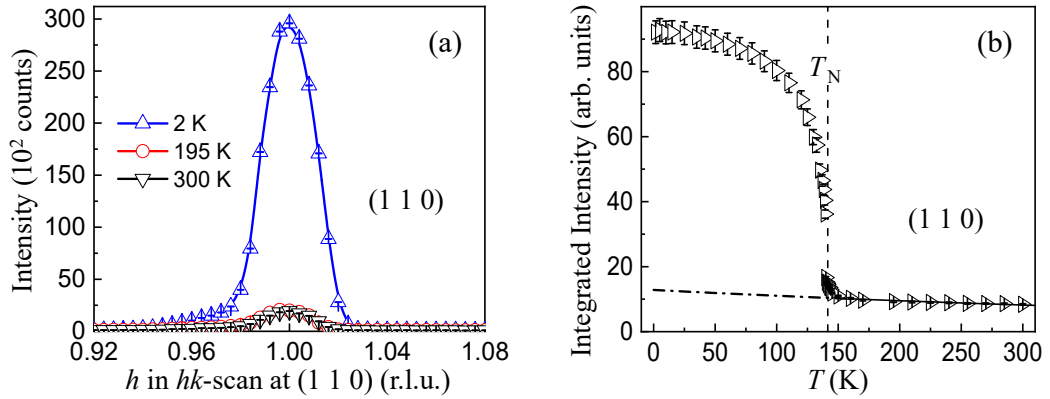 Intensity (10² counts)
300
250
200
150
100
50
0
0.92
0.96
1.00
1.04
1.08
h in hk-scan at (1 1 0) (r.l.u.)
(a)
2 K
195 K
300 K
(1 1 0)
Integrated Intensity (arb. units)
80
60
40
20
0
0
50
100
150
200
250
300
T (K)
(b)
T_N
(1 1 0)